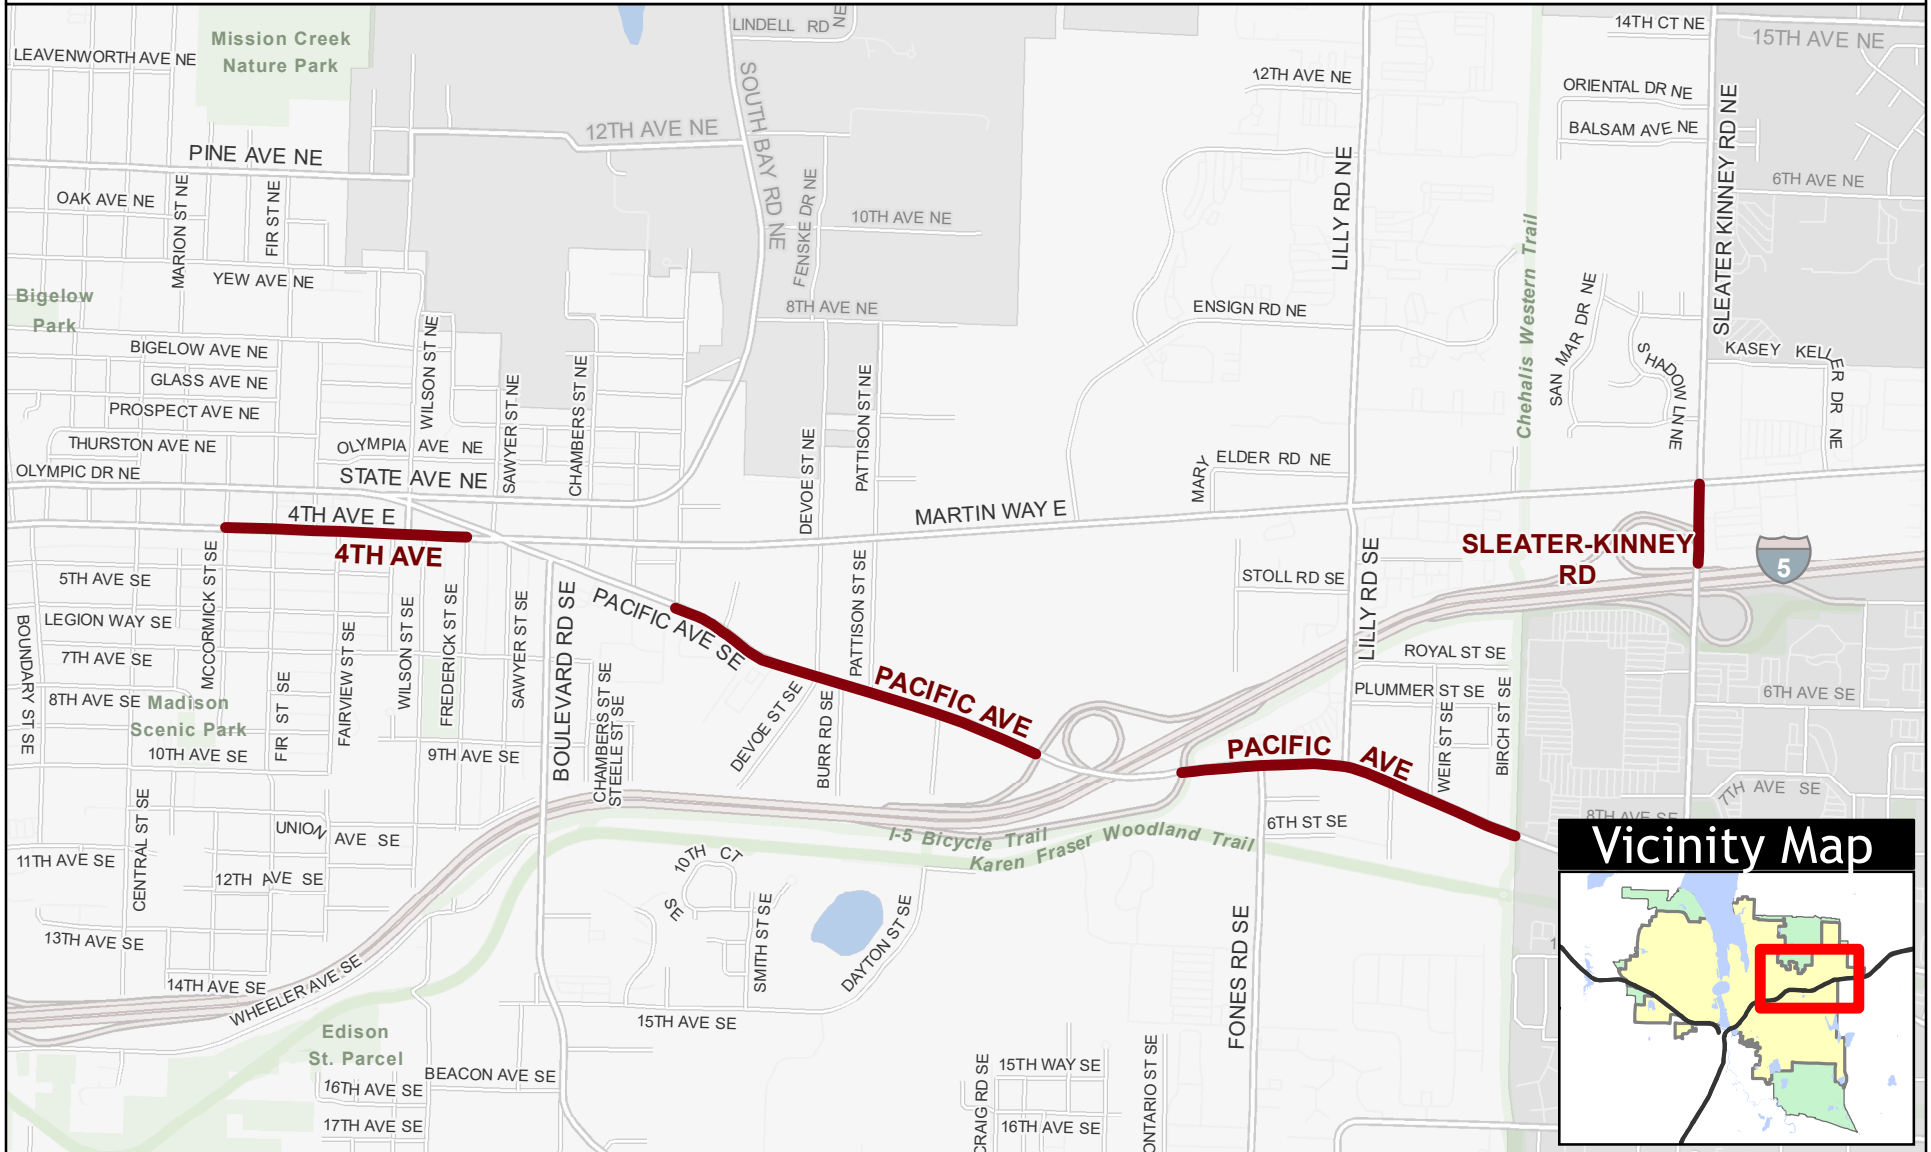 LINDELL RD NE
14TH CT NE
Mission Creek
Nature Park
15TH AVE NE
LEAVENWORTH AVE NE
12TH AVE NE
ORIENTAL DR NE
SOUTH BAY RD NE
12TH AVE NE
BALSAM AVE NE
SLEATER KINNEY RD NE
PINE AVE NE
LILLY RD NE
6TH AVE NE
OAK AVE NE
MARION ST NE
FIR ST NE
FENSKE DR NE
10TH AVE NE
Chehalis Western Trail
YEW AVE NE
Bigelow
Park
8TH AVE NE
ENSIGN RD NE
SAN MAR DR NE
SHADOW LN NE
KASEY KELLER DR NE
BIGELOW AVE NE
WILSON ST NE
GLASS AVE NE
SAWYER ST NE
CHAMBERS ST NE
PATTISON ST NE
PROSPECT AVE NE
THURSTON AVE NE
OLYMPIA AVE NE
DEVOE ST NE
MARY ELDER RD NE
OLYMPIC DR NE
STATE AVE NE
4TH AVE E
MARTIN WAY E
4TH AVE
SLEATER-KINNEY
RD
5
5TH AVE SE
MCCORMICK ST SE
STOLL RD SE
LILLY RD SE
LEGION WAY SE
BOUNDARY ST SE
FAIRVIEW ST SE
WILSON ST SE
FREDERICK ST SE
SAWYER ST SE
BOULEVARD RD SE
PACIFIC AVE SE
PATTISON ST SE
7TH AVE SE
ROYAL ST SE
8TH AVE SE
Madison
Scenic Park
FIR ST SE
CHAMBERS ST SE
STEELE ST SE
DEVOE ST SE
BURR RD SE
PACIFIC AVE
PLUMMER ST SE
WEIR ST SE
BIRCH ST SE
6TH AVE SE
10TH AVE SE
9TH AVE SE
PACIFIC AVE
7TH AVE SE
CENTRAL ST SE
UNION AVE SE
I-5 Bicycle Trail
Karen Fraser Woodland Trail
6TH ST SE
8TH AVE SE
11TH AVE SE
12TH AVE SE
10TH CT SE
SMITH ST SE
DAYTON ST SE
FONES RD SE
Vicinity Map
13TH AVE SE
14TH AVE SE
WHEELER AVE SE
15TH AVE SE
Edison
St. Parcel
16TH AVE SE
BEACON AVE SE
17TH AVE SE
CRAIG RD SE
15TH WAY SE
16TH AVE SE
ONTARIO ST SE